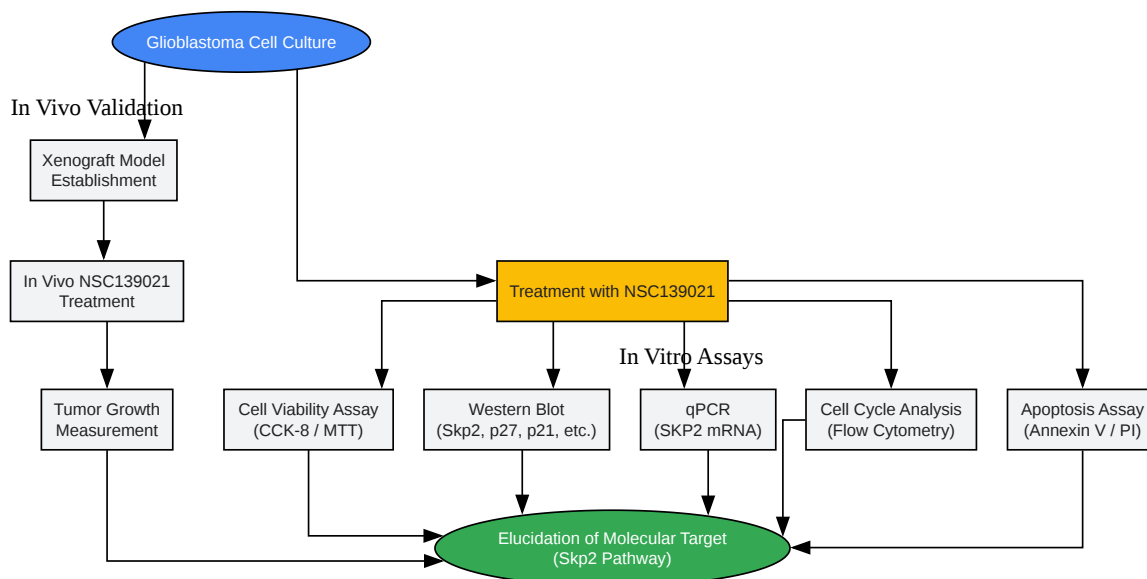 Glioblastoma Cell Culture
In Vivo Validation
Xenograft Model
Establishment
In Vivo NSC139021
Treatment
Treatment with NSC139021
In Vitro Assays
Tumor Growth
Measurement
Cell Viability Assay
(CCK-8 / MTT)
Western Blot
(Skp2, p27, p21, etc.)
qPCR
(SKP2 mRNA)
Cell Cycle Analysis
(Flow Cytometry)
Apoptosis Assay
(Annexin V / PI)
Elucidation of Molecular Target
(Skp2 Pathway)